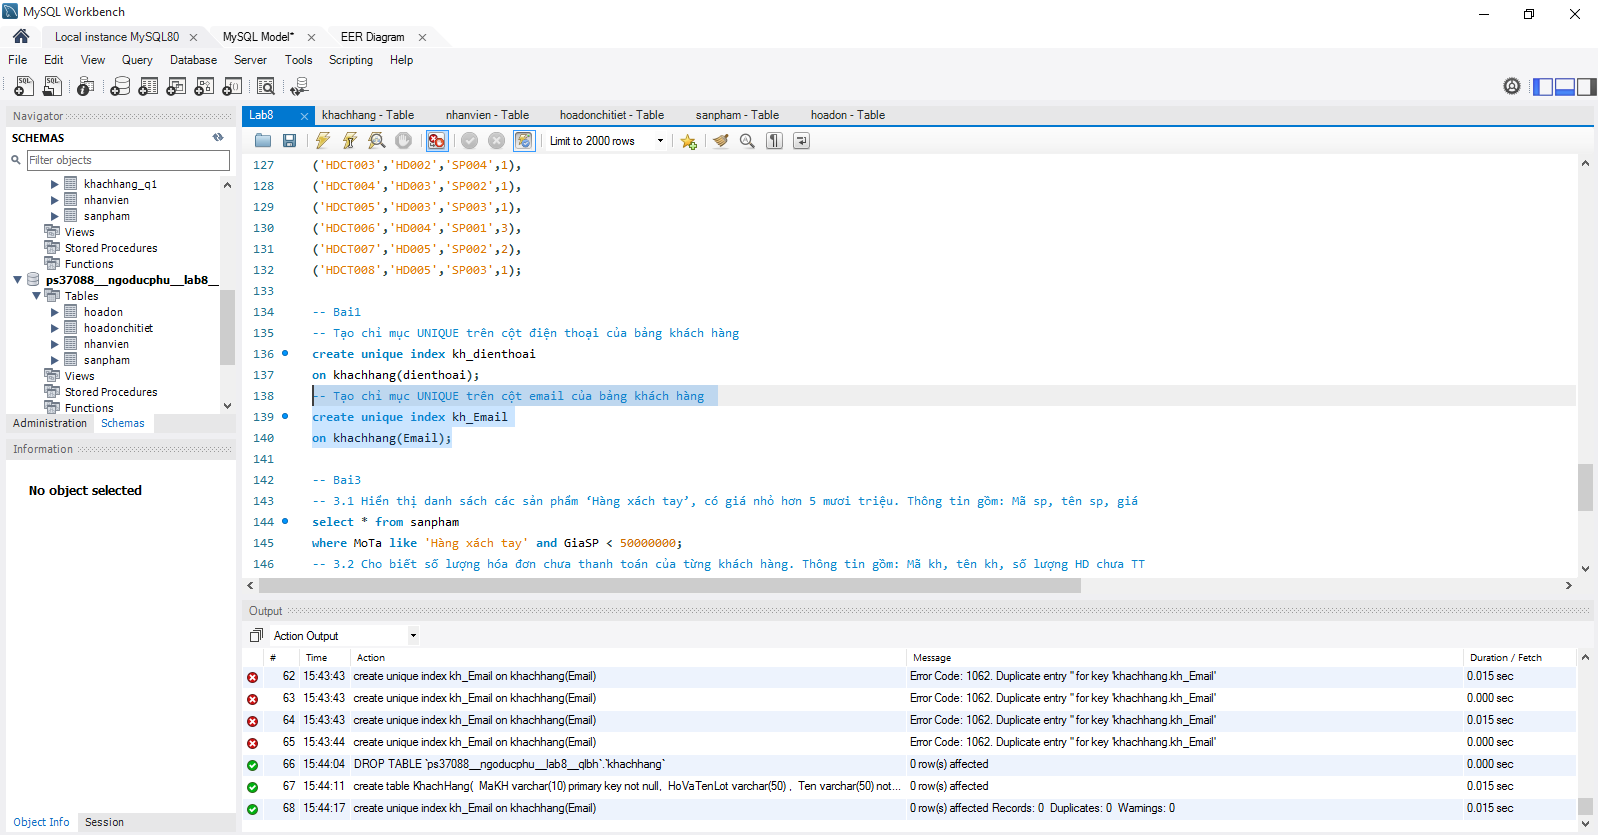 MySQL Workbench
Local instance MySQL80
MySQL Model*
EER Diagram
File Edit View Query Database Server Tools Scripting Help
Navigator
SCHEMAS
Filter objects
khachhang_q1
nhanvien
sanpham
Views
Stored Procedures
Functions
ps37088__ngoducphu__lab8__
Tables
hoadon
hoadonchitiet
nhanvien
sanpham
Views
Stored Procedures
Functions
Administration Schemas
Information
No object selected
Object Info Session
Lab8 khachhang - Table nhanvien - Table hoadonchitiet - Table sanpham - Table hoadon - Table
Limit to 2000 rows
127 ('HDCT003','HD002','SP004',1),
128 ('HDCT004','HD003','SP002',1),
129 ('HDCT005','HD003','SP003',1),
130 ('HDCT006','HD004','SP001',3),
131 ('HDCT007','HD005','SP002',2),
132 ('HDCT008','HD005','SP003',1);
133
134 -- Bai1
135 -- Tạo chỉ mục UNIQUE trên cột điện thoại của bảng khách hàng
136 create unique index kh_dienthoai
137 on khachhang(dienthoai);
138 -- Tạo chỉ mục UNIQUE trên cột email của bảng khách hàng
139 create unique index kh_Email
140 on khachhang(Email);
141
142 -- Bai3
143 -- 3.1 Hiển thị danh sách các sản phẩm ‘Hàng xách tay’, có giá nhỏ hơn 5 mươi triệu. Thông tin gồm: Mã sp, tên sp, giá
144 select * from sanpham
145 where MoTa like 'Hàng xách tay' and GiaSP < 50000000;
146 -- 3.2 Cho biết số lượng hóa đơn chưa thanh toán của từng khách hàng. Thông tin gồm: Mã kh, tên kh, số lượng HD chưa TT
Output
Action Output
# Time Action Message Duration / Fetch
62 15:43:43 create unique index kh_Email on khachhang(Email) Error Code: 1062. Duplicate entry '' for key 'khachhang.kh_Email' 0.015 sec
63 15:43:43 create unique index kh_Email on khachhang(Email) Error Code: 1062. Duplicate entry '' for key 'khachhang.kh_Email' 0.000 sec
64 15:43:43 create unique index kh_Email on khachhang(Email) Error Code: 1062. Duplicate entry '' for key 'khachhang.kh_Email' 0.015 sec
65 15:43:44 create unique index kh_Email on khachhang(Email) Error Code: 1062. Duplicate entry '' for key 'khachhang.kh_Email' 0.000 sec
66 15:44:04 DROP TABLE `ps37088__ngoducphu__lab8__qlbh`.`khachhang` 0 row(s) affected 0.000 sec
67 15:44:11 create table KhachHang( MaKH varchar(10) primary key not null, HoVaTenLot varchar(50) , Ten varchar(50) not... 0 row(s) affected 0.015 sec
68 15:44:17 create unique index kh_Email on khachhang(Email) 0 row(s) affected Records: 0 Duplicates: 0 Warnings: 0 0.015 sec